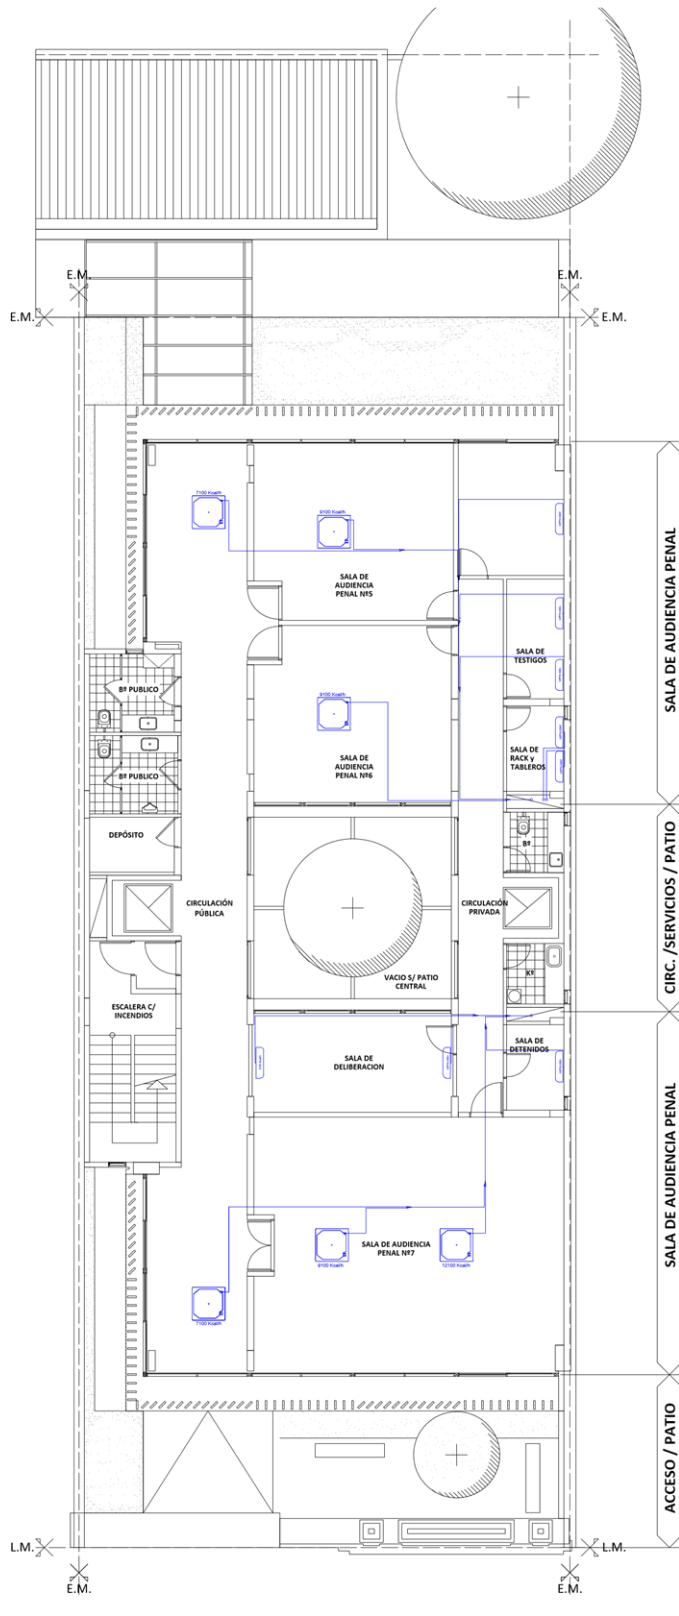 E.M.
E.M.
E.M.
E.M.
SALA DE AUDIENCIA PENAL
7100 Kcal/h
9100 Kcal/h
SALA DE
AUDIENCIA
PENAL Nº5
SALA DE
TESTIGOS
Bº PUBLICO
9100 Kcal/h
SALA DE
AUDIENCIA
PENAL Nº6
SALA DE
RACK y
TABLEROS
Bº PUBLICO
DEPÓSITO
Bº
CIRC. /SERVICIOS / PATIO
CIRCULACIÓN
PÚBLICA
CIRCULACIÓN
PRIVADA
VACIO S/ PATIO
CENTRAL
Kº
ESCALERA C/
INCENDIOS
SALA DE
DELIBERACION
SALA DE
DETENIDOS
SALA DE AUDIENCIA PENAL
SALA DE AUDIENCIA
PENAL Nº7
9100 Kcal/h
12100 Kcal/h
7100 Kcal/h
ACCESO / PATIO
L.M.
L.M.
E.M.
E.M.